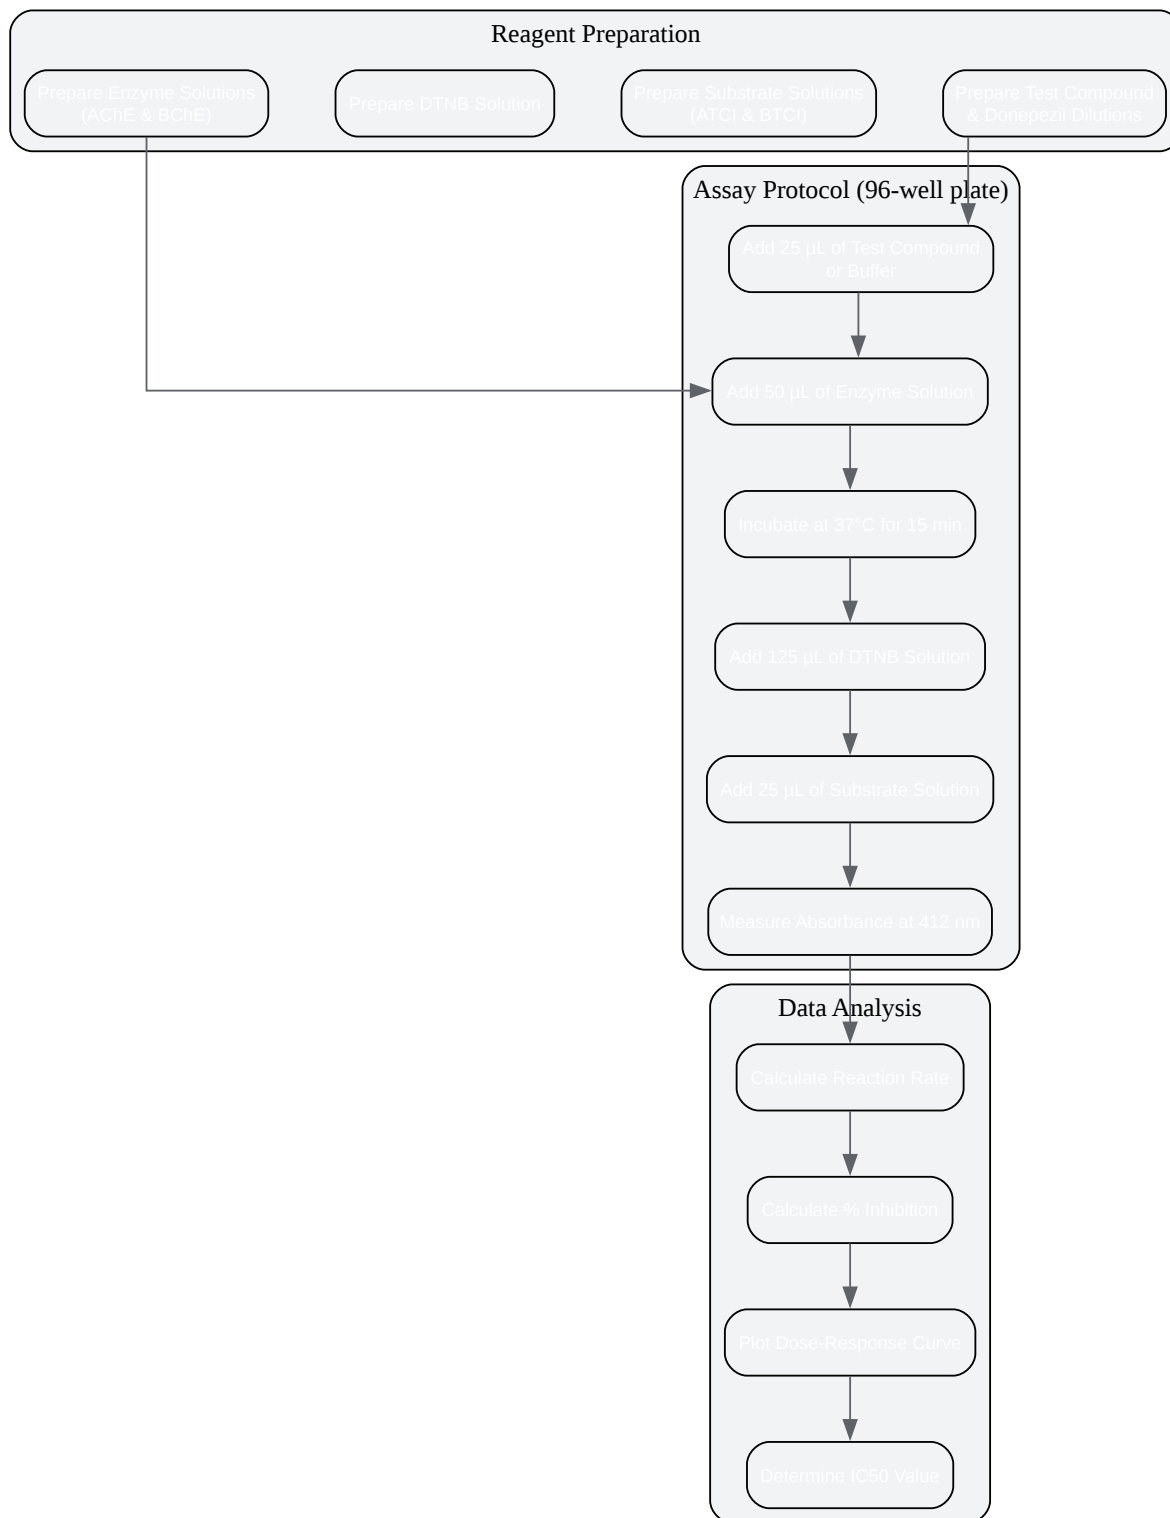 Reagent Preparation
Prepare Enzyme Solutions
(AChE & BChE)
Prepare DTNB Solution
Prepare Substrate Solutions
(ATCI & BTCI)
Prepare Test Compound
& Donepezil Dilutions
Assay Protocol (96-well plate)
Add 25 µL of Test Compound
or Buffer
Add 50 µL of Enzyme Solution
Incubate at 37°C for 15 min
Add 125 µL of DTNB Solution
Add 25 µL of Substrate Solution
Measure Absorbance at 412 nm
Data Analysis
Calculate Reaction Rate
Calculate % Inhibition
Plot Dose-Response Curve
Determine IC50 Value